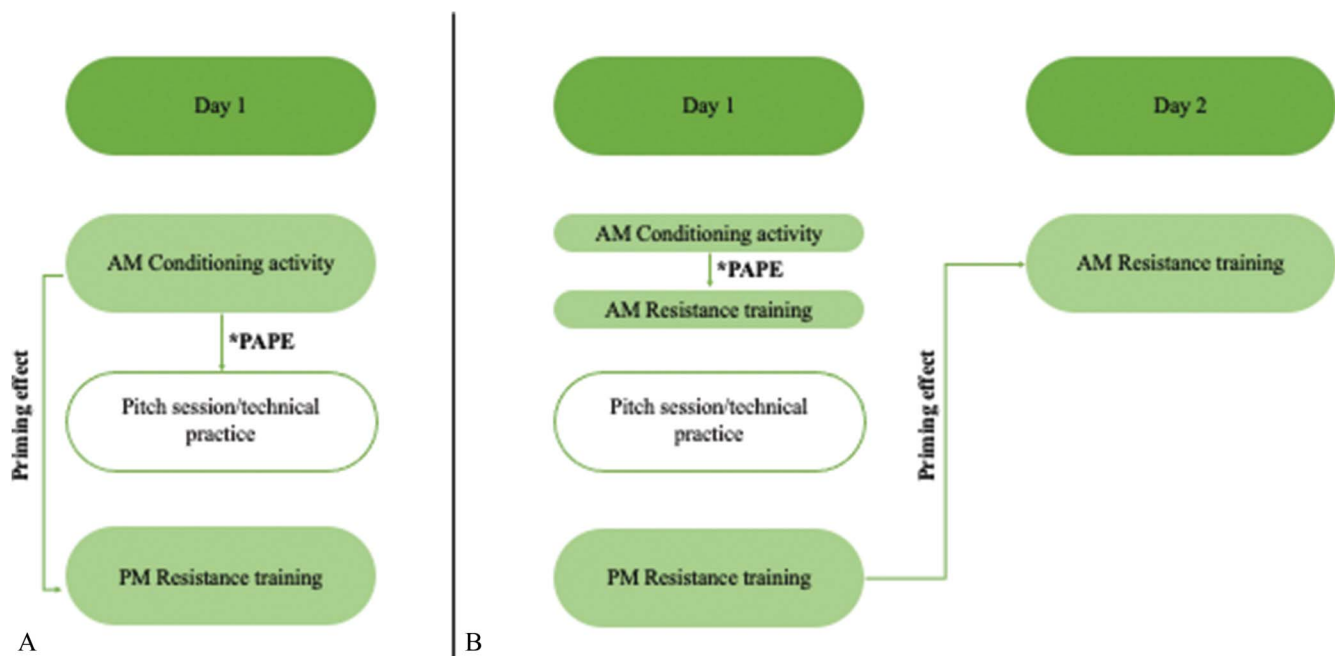 Day 1
AM Conditioning activity
*PAPE
Priming effect
Pitch session/technical
practice
PM Resistance training
A
Day 1
Day 2
AM Conditioning activity
*PAPE
AM Resistance training
AM Resistance training
Pitch session/technical
practice
Priming effect
PM Resistance training
B